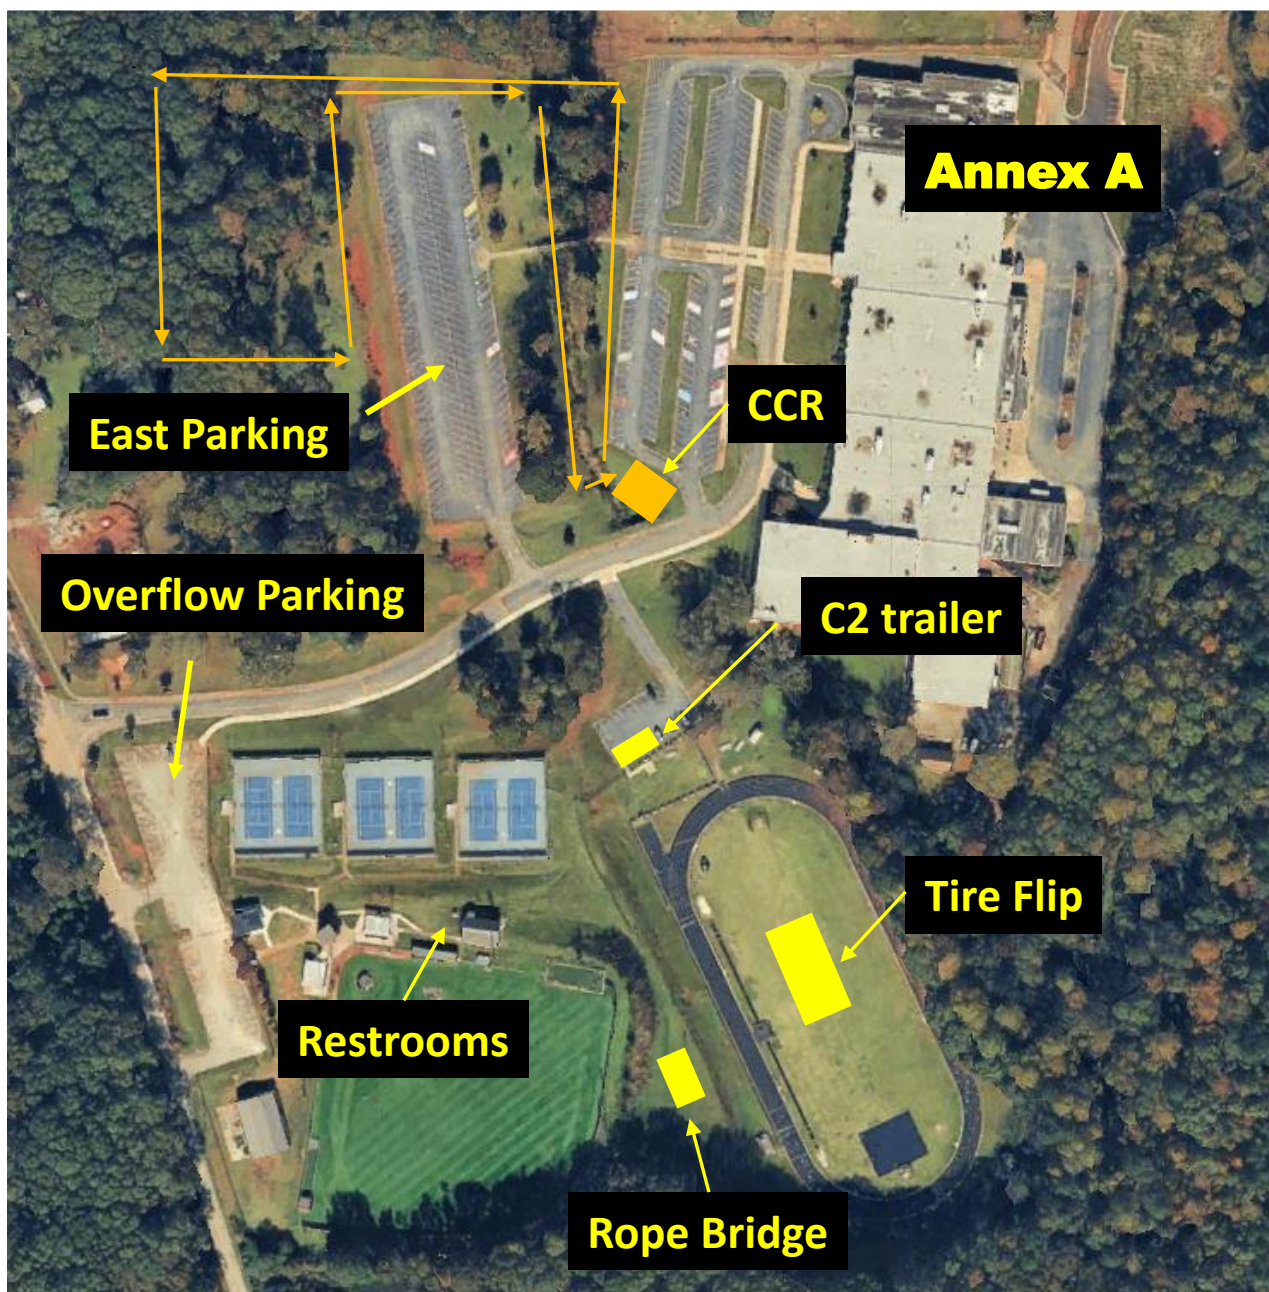 Annex A
CCR
East Parking
Overflow Parking
C2 trailer
Tire Flip
Restrooms
Rope Bridge